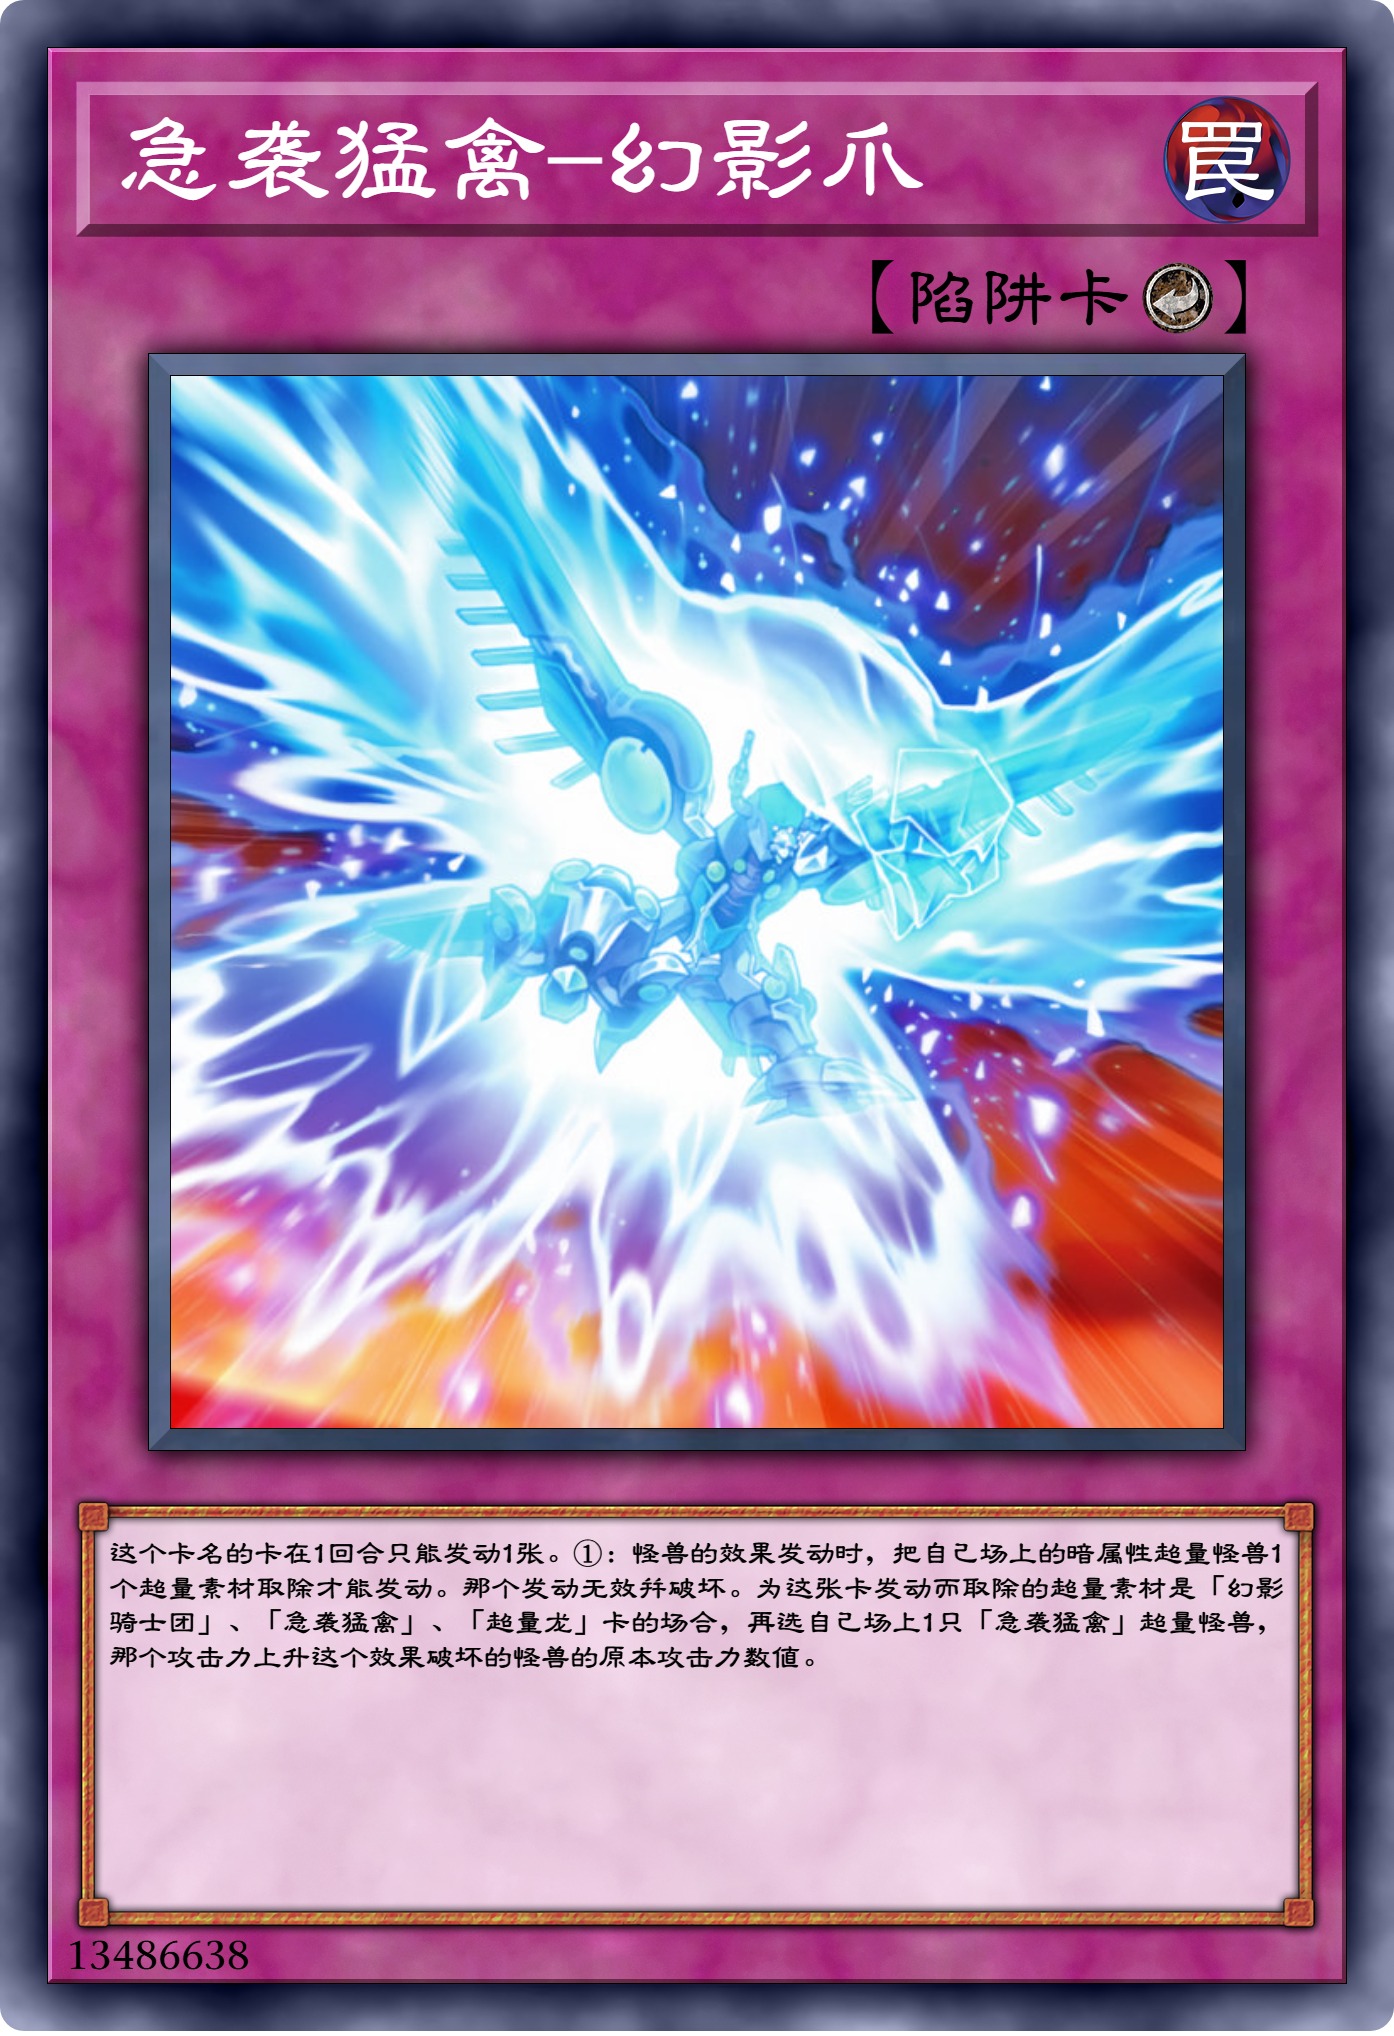 急袭猛禽-幻影爪
罠
【陷阱卡】
这个卡名的卡在1回合只能发动1张。①：怪兽的效果发动时，把自己场上的暗属性超量怪兽1
个超量素材取除才能发动。那个发动无效并破坏。为这张卡发动而取除的超量素材是「幻影
骑士团」、「急袭猛禽」、「超量龙」卡的场合，再选自己场上1只「急袭猛禽」超量怪兽，
那个攻击力上升这个效果破坏的怪兽的原本攻击力数值。
13486638